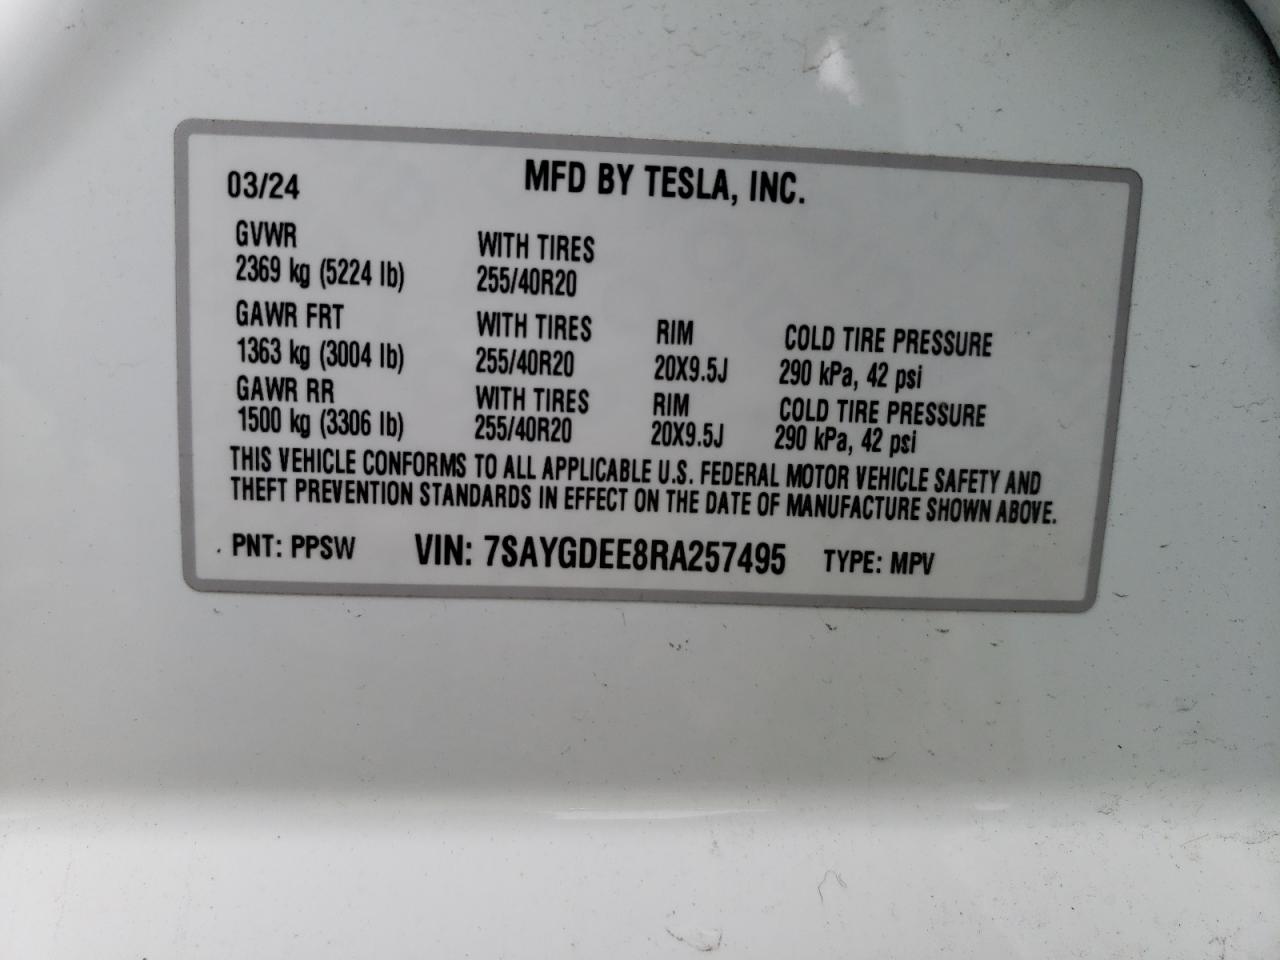 03/24 MFD BY TESLA, INC.
GVWR WITH TIRES
2369 kg (5224 lb) 255/40R20
GAWR FRT WITH TIRES RIM COLD TIRE PRESSURE
1363 kg (3004 lb) 255/40R20 20X9.5J 290 kPa, 42 psi
GAWR RR WITH TIRES RIM COLD TIRE PRESSURE
1500 kg (3306 lb) 255/40R20 20X9.5J 290 kPa, 42 psi
THIS VEHICLE CONFORMS TO ALL APPLICABLE U.S. FEDERAL MOTOR VEHICLE SAFETY AND
THEFT PREVENTION STANDARDS IN EFFECT ON THE DATE OF MANUFACTURE SHOWN ABOVE.
PNT: PPSW VIN: 7SAYGDEE8RA257495 TYPE: MPV